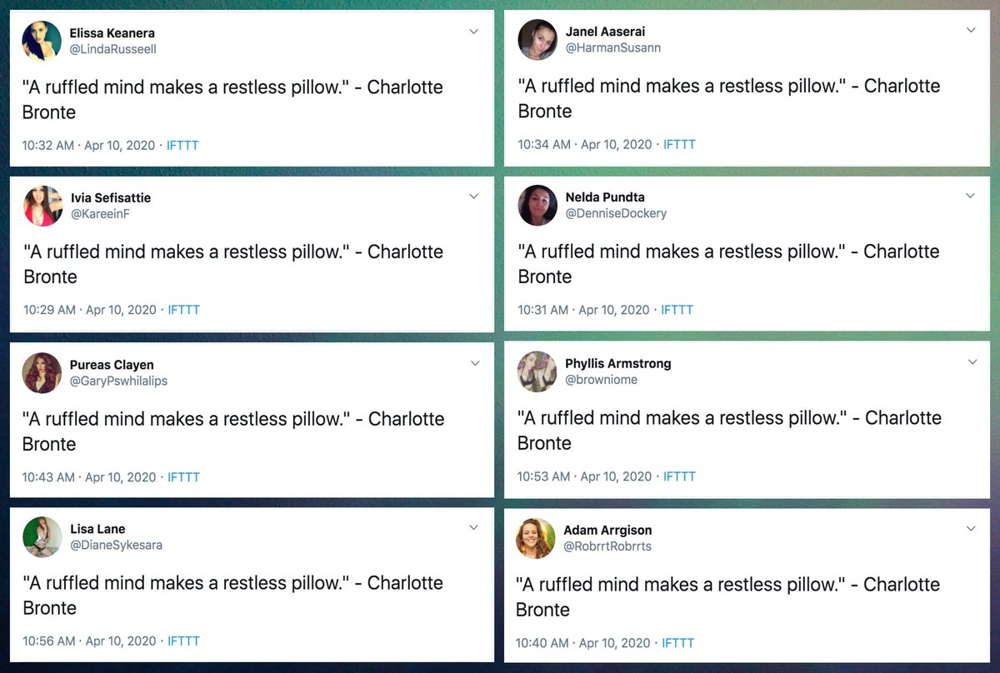 Elissa Keanera
@LindaRusseell
"A ruffled mind makes a restless pillow." - Charlotte
Bronte
10:32 AM · Apr 10, 2020 · IFTTT
Janel Aaserai
@HarmanSusann
"A ruffled mind makes a restless pillow." - Charlotte
Bronte
10:34 AM · Apr 10, 2020 · IFTTT
Ivia Sefisattie
@KareeinF
"A ruffled mind makes a restless pillow." - Charlotte
Bronte
10:29 AM · Apr 10, 2020 · IFTTT
Nelda Pundta
@DenniseDockery
"A ruffled mind makes a restless pillow." - Charlotte
Bronte
10:31 AM · Apr 10, 2020 · IFTTT
Pureas Clayen
@GaryPswhilalips
"A ruffled mind makes a restless pillow." - Charlotte
Bronte
10:43 AM · Apr 10, 2020 · IFTTT
Phyllis Armstrong
@browniome
"A ruffled mind makes a restless pillow." - Charlotte
Bronte
10:53 AM · Apr 10, 2020 · IFTTT
Lisa Lane
@DianeSykesara
"A ruffled mind makes a restless pillow." - Charlotte
Bronte
10:56 AM · Apr 10, 2020 · IFTTT
Adam Arrgison
@RobrrtRobrrts
"A ruffled mind makes a restless pillow." - Charlotte
Bronte
10:40 AM · Apr 10, 2020 · IFTTT